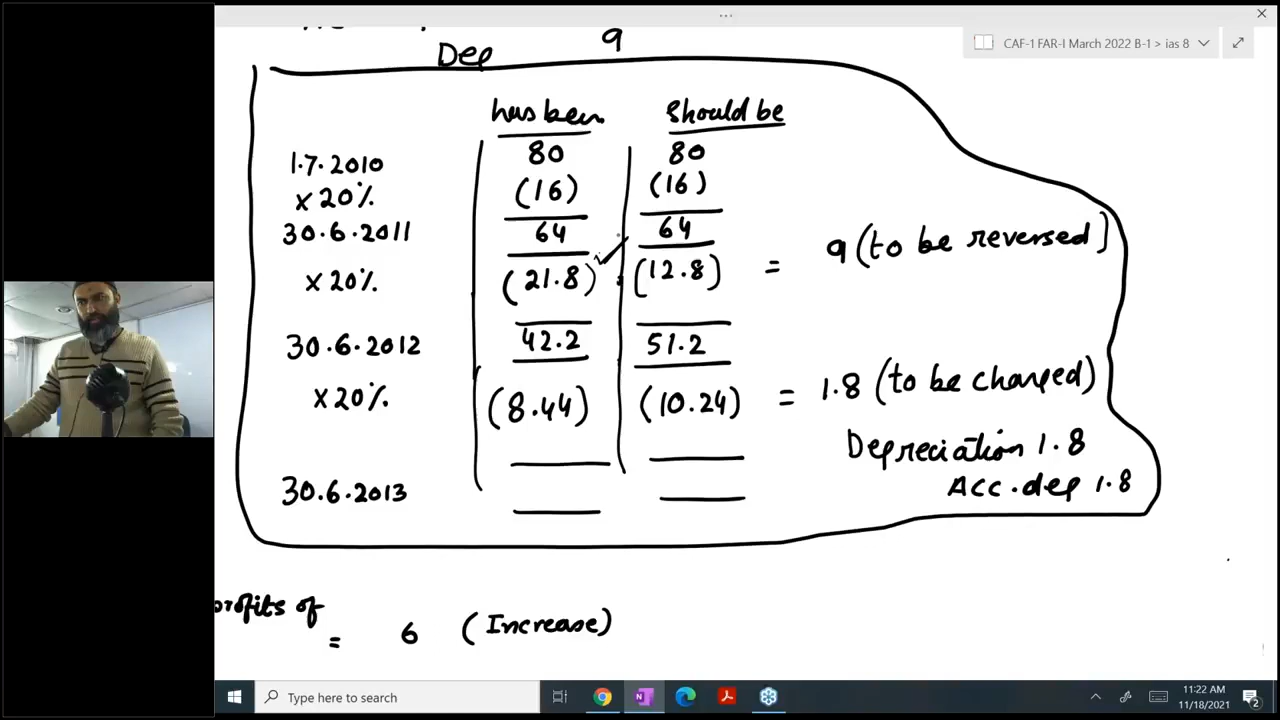 CAF-1 FAR-I March 2022 B-1 > ias 8
Dep 9
has been Should be
1.7.2010 80 80
x 20% (16) (16)
30.6.2011 64 64
x 20% (21.8) (12.8) = 9 (to be reversed)
30.6.2012 42.2 51.2
x 20% (8.44) (10.24) = 1.8 (to be charged)
Depreciation 1.8
Acc.dep 1.8
30.6.2013
profits of
= 6 (Increase)
Type here to search
11:22 AM
11/18/2021
2